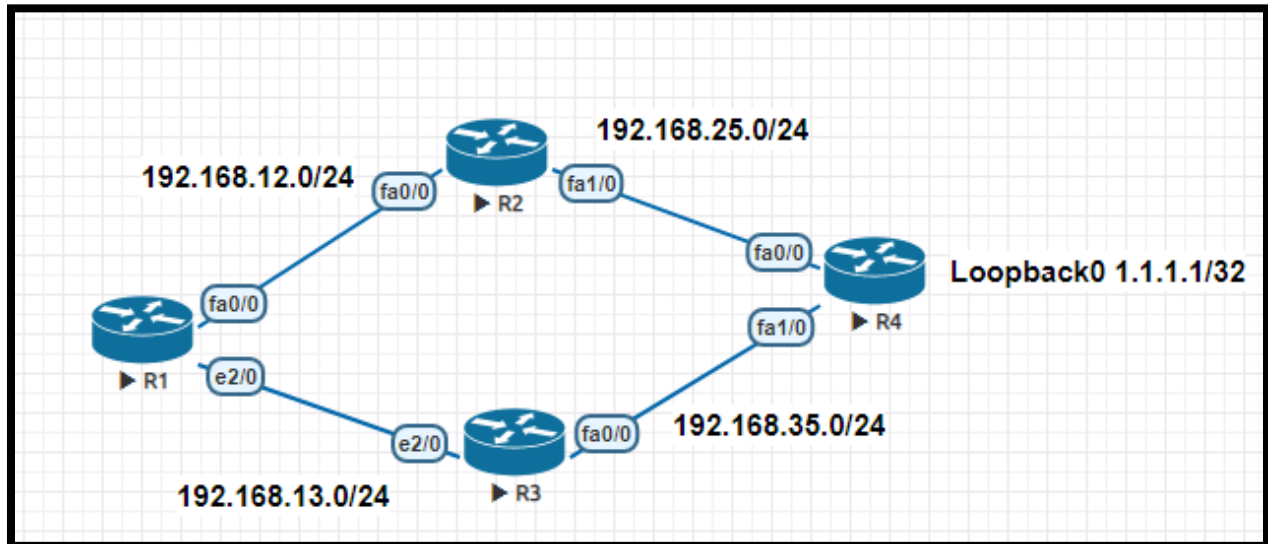 192.168.25.0/24
192.168.12.0/24
fa0/0
fa1/0
R2
fa0/0
Loopback0 1.1.1.1/32
fa0/0
fa1/0
R4
R1
e2/0
192.168.35.0/24
fa0/0
e2/0
192.168.13.0/24
R3